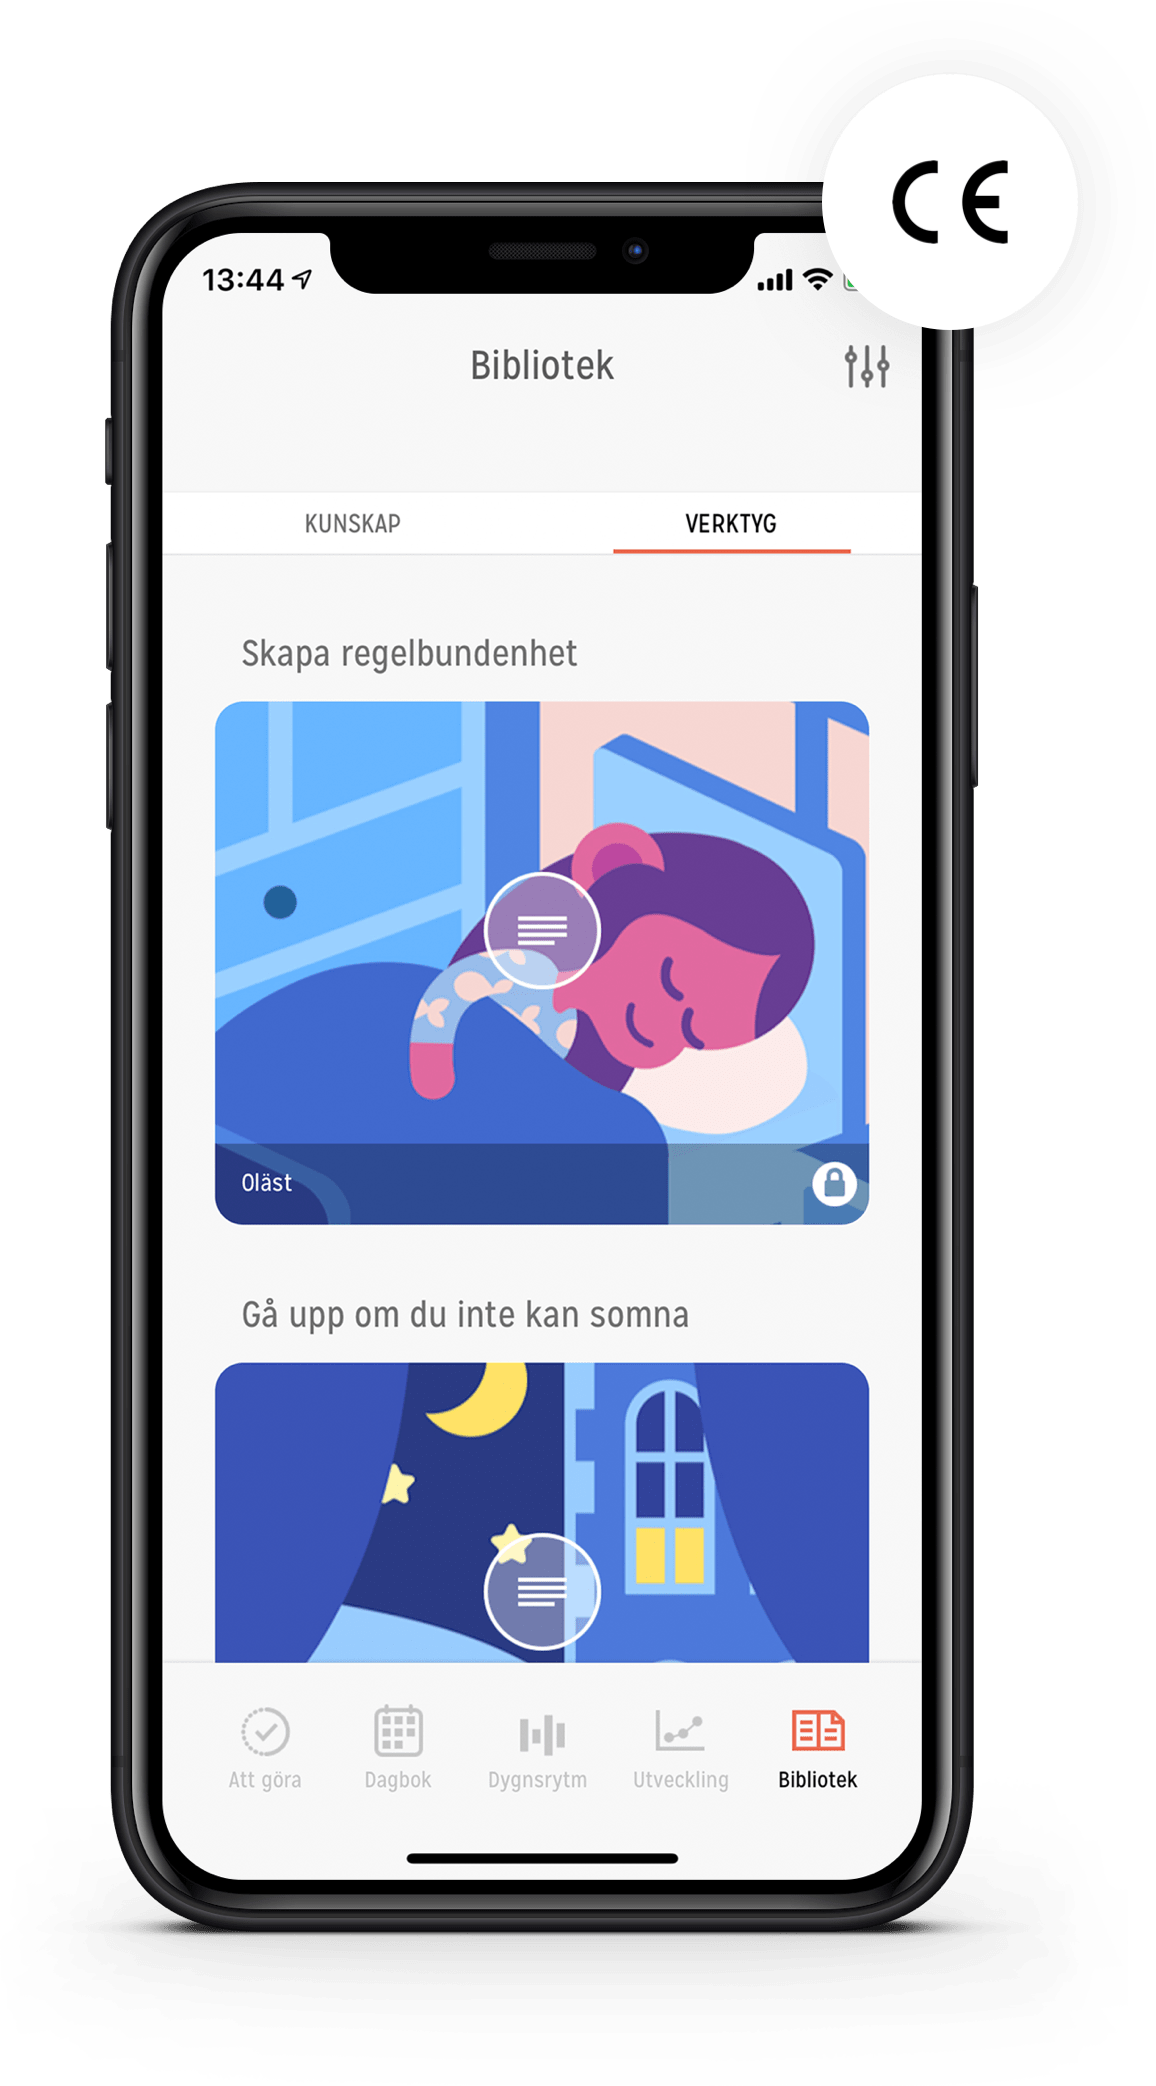 CE
13:44
Bibliotek
KUNSKAP
VERKTYG
Skapa regelbundenhet
Oläst
Gå upp om du inte kan somna
Att göra
Dagbok
Dygnsrytm
Utveckling
Bibliotek